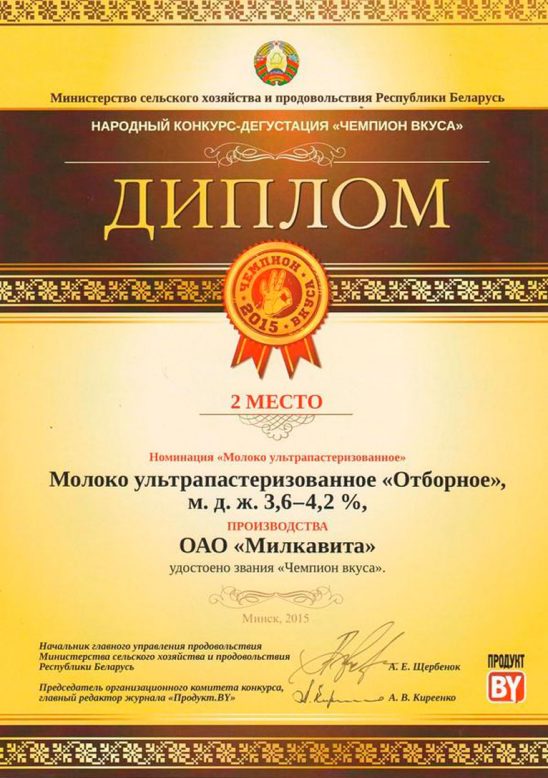 Министерство сельского хозяйства и продовольствия Республики Беларусь
НАРОДНЫЙ КОНКУРС-ДЕГУСТАЦИЯ «ЧЕМПИОН ВКУСА»
ДИПЛОМ
ЧЕМПИОН
ВКУСА
2015
2 МЕСТО
Номинация «Молоко ультрапастеризованное»
Молоко ультрапастеризованное «Отборное»,
м. д. ж. 3,6–4,2 %,
ПРОИЗВОДСТВА
ОАО «Милкавита»
удостоено звания «Чемпион вкуса».
Минск, 2015
Начальник главного управления продовольствия
Министерства сельского хозяйства и продовольствия
Республики Беларусь
А. Е. Щербенок
Председатель организационного комитета конкурса,
главный редактор журнала «Продукт.BY»
А. В. Киреенко
ПРОДУКТ
BY